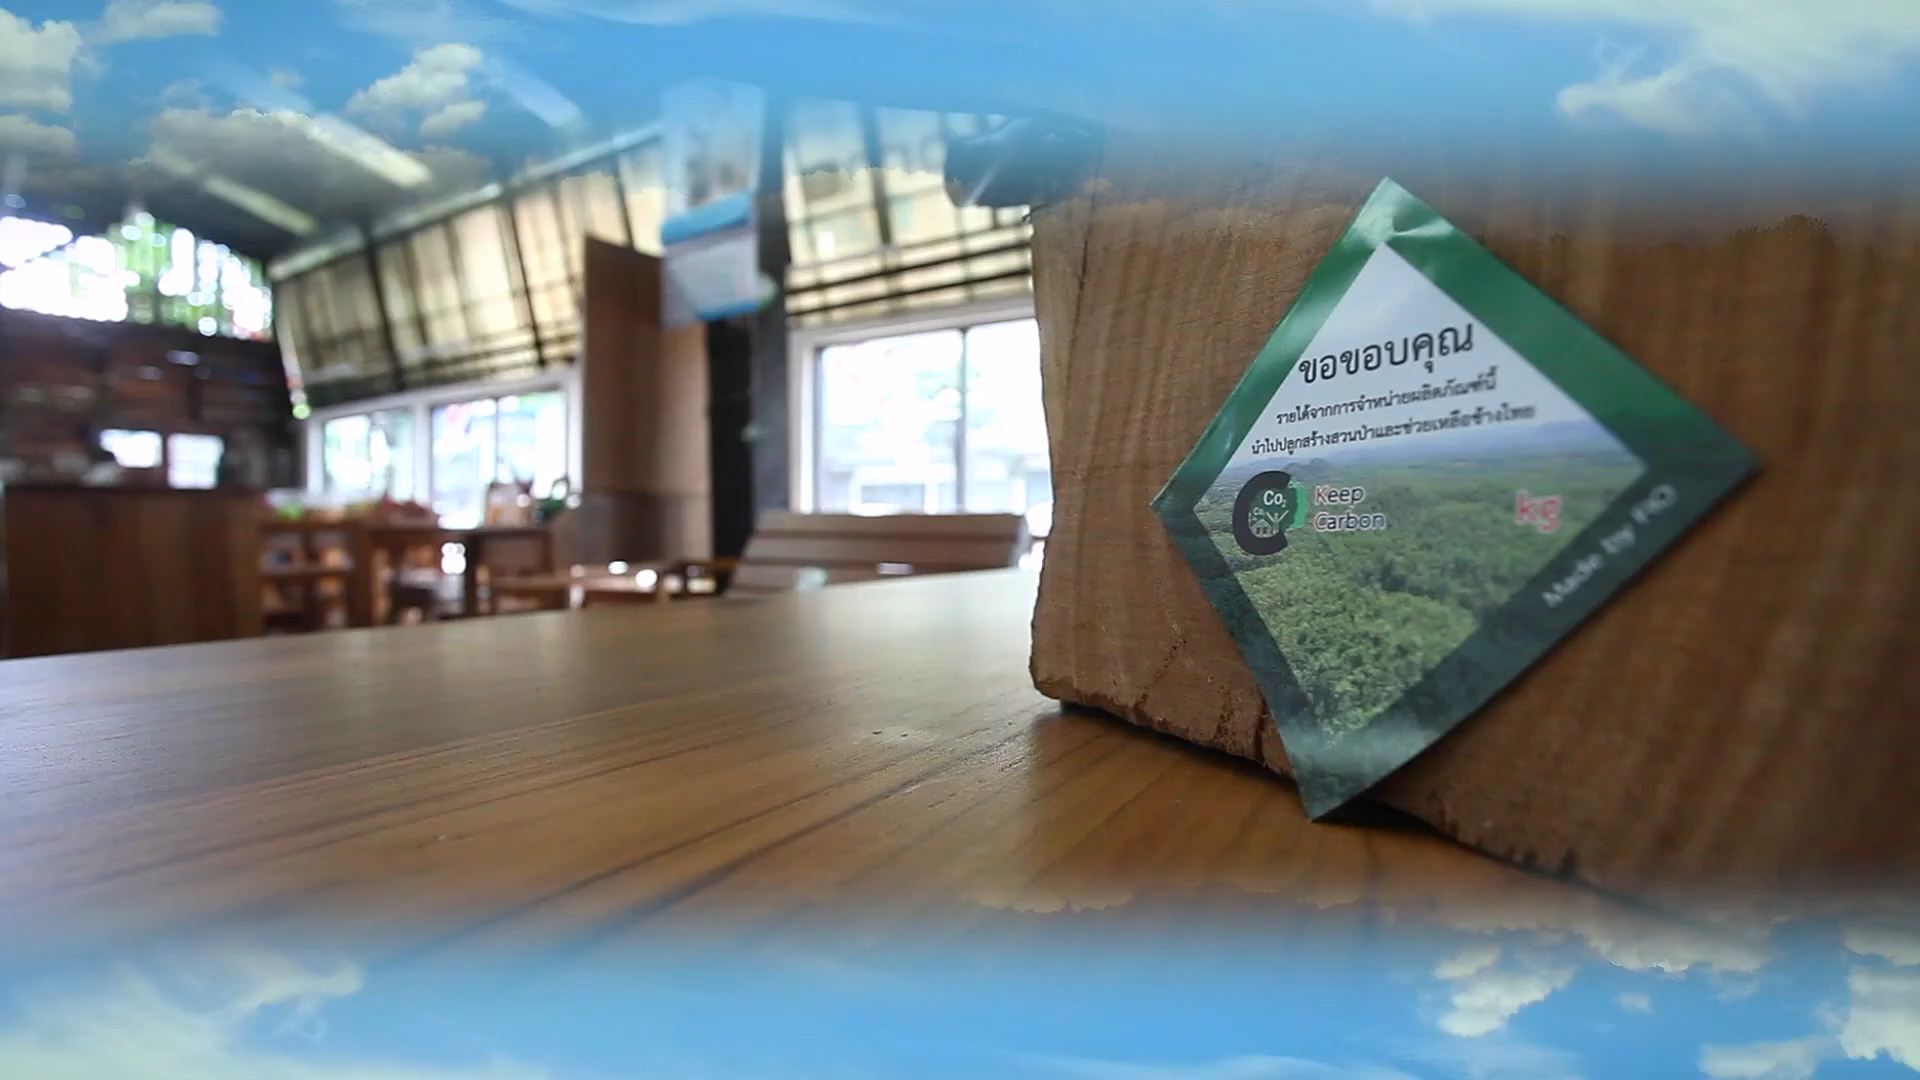 ขอขอบคุณ
รายได้จากการจำหน่ายผลิตภัณฑ์นี้
นำไปปลูกสร้างสวนป่าและช่วยเหลือช้างไทย
Co₂
Keep
Carbon
kg
Made by FIO